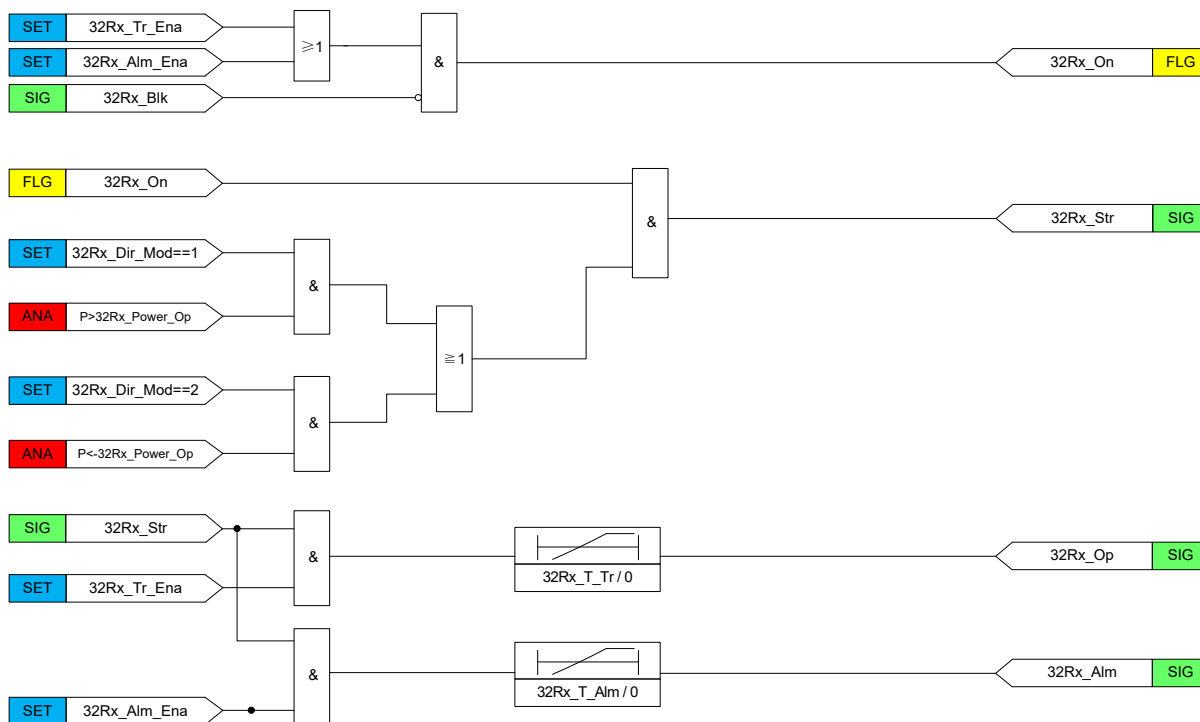 SET 32Rx_Tr_Ena
≥1
SET 32Rx_Alm_Ena
&
32Rx_On FLG
SIG 32Rx_Blk
FLG 32Rx_On
&
32Rx_Str SIG
SET 32Rx_Dir_Mod==1
&
ANA P>32Rx_Power_Op
≧1
SET 32Rx_Dir_Mod==2
&
ANA P<-32Rx_Power_Op
SIG 32Rx_Str
&
32Rx_T_Tr / 0
32Rx_Op SIG
SET 32Rx_Tr_Ena
&
32Rx_T_Alm / 0
32Rx_Alm SIG
SET 32Rx_Alm_Ena